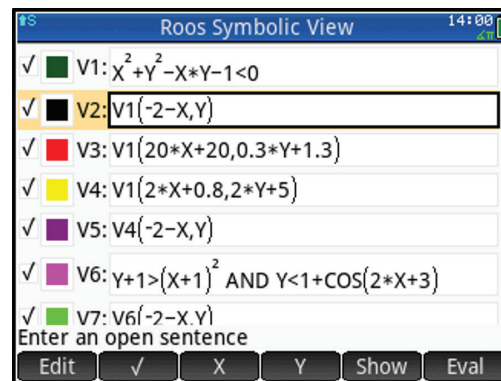 S Roos Symbolic View 14:00
∡π
√ V1: X²+Y²−X*Y−1<0
√ V2: V1(-2−X,Y)
√ V3: V1(20*X+20,0.3*Y+1.3)
√ V4: V1(2*X+0.8,2*Y+5)
√ V5: V4(-2−X,Y)
√ V6: Y+1>(X+1)² AND Y<1+COS(2*X+3)
√ V7: V6(-2−X,Y)
Enter an open sentence
Edit √ X Y Show Eval